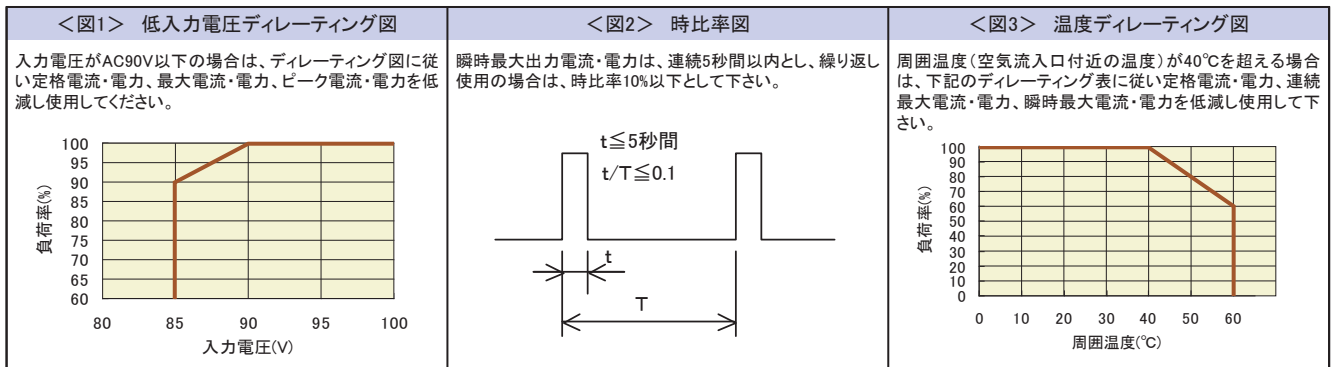 ＜図1＞ 低入力電圧ディレーティング図
入力電圧がAC90V以下の場合は、ディレーティング図に従
い定格電流・電力、最大電流・電力、ピーク電流・電力を低
減し使用してください。
100
95
90
85
80
75
70
65
60
負荷率(%)
80 85 90 95 100
入力電圧(V)
＜図2＞ 時比率図
瞬時最大出力電流・電力は、連続5秒間以内とし、繰り返し
使用の場合は、時比率10%以下として下さい。
t≦5秒間
t/T≦0.1
t
T
＜図3＞ 温度ディレーティング図
周囲温度（空気流入口付近の温度）が40℃を超える場合
は、下記のディレーティング表に従い定格電流・電力、連続
最大電流・電力、瞬時最大電流・電力を低減し使用して下
さい。
100
90
80
70
60
50
40
30
20
10
0
負荷率(%)
0 10 20 30 40 50 60
周囲温度(℃)